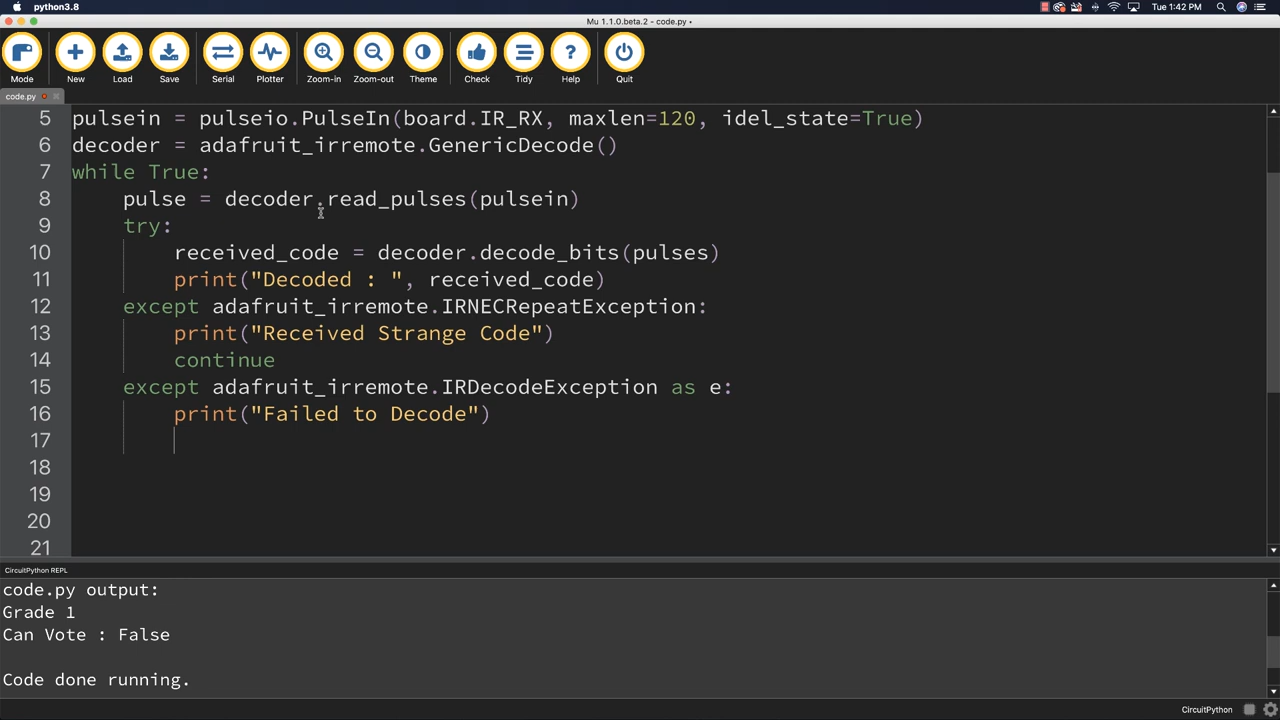 python3.8
Tue 1:42 PM
Mu 1.1.0.beta.2 - code.py •
Mode New Load Save Serial Plotter Zoom-in Zoom-out Theme Check Tidy Help Quit
code.py
5 pulsein = pulseio.PulseIn(board.IR_RX, maxlen=120, idel_state=True)
6 decoder = adafruit_irremote.GenericDecode()
7 while True:
8 pulse = decoder.read_pulses(pulsein)
9 try:
10 received_code = decoder.decode_bits(pulses)
11 print("Decoded : ", received_code)
12 except adafruit_irremote.IRNECRepeatException:
13 print("Received Strange Code")
14 continue
15 except adafruit_irremote.IRDecodeException as e:
16 print("Failed to Decode")
17
18
19
20
21
CircuitPython REPL
code.py output:
Grade 1
Can Vote : False
Code done running.
CircuitPython